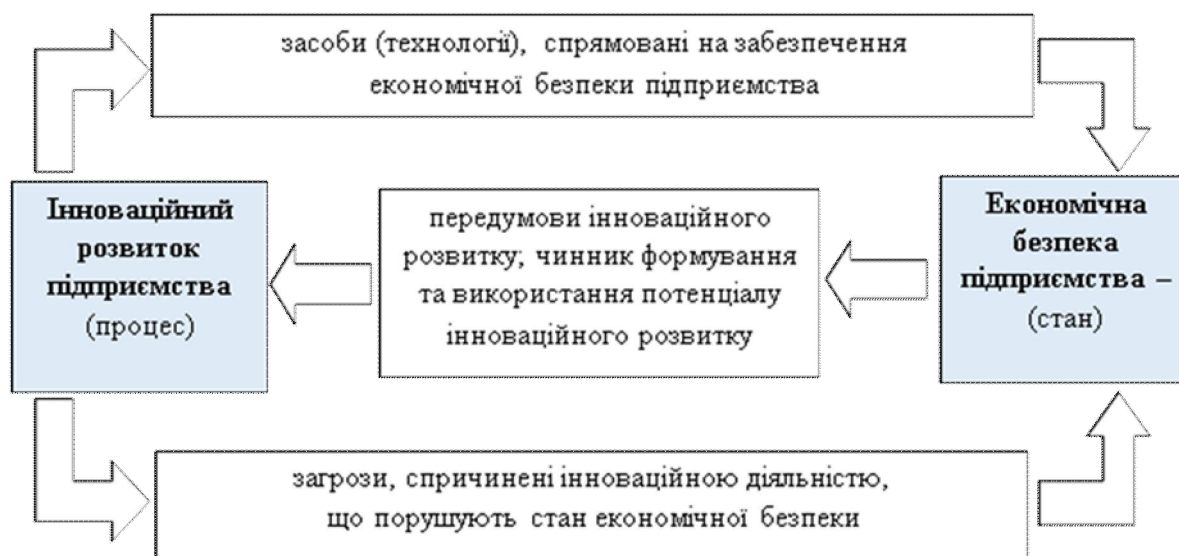 засоби (технології), спрямовані на забезпечення
економічної безпеки підприємства
Інноваційний
розвиток
підприємства
(процес)
передумови інноваційного
розвитку; чинник формування
та використання потенціалу
інноваційного розвитку
Економічна
безпека
підприємства –
(стан)
загрози, спричинені інноваційною діяльністю,
що порушують стан економічної безпеки